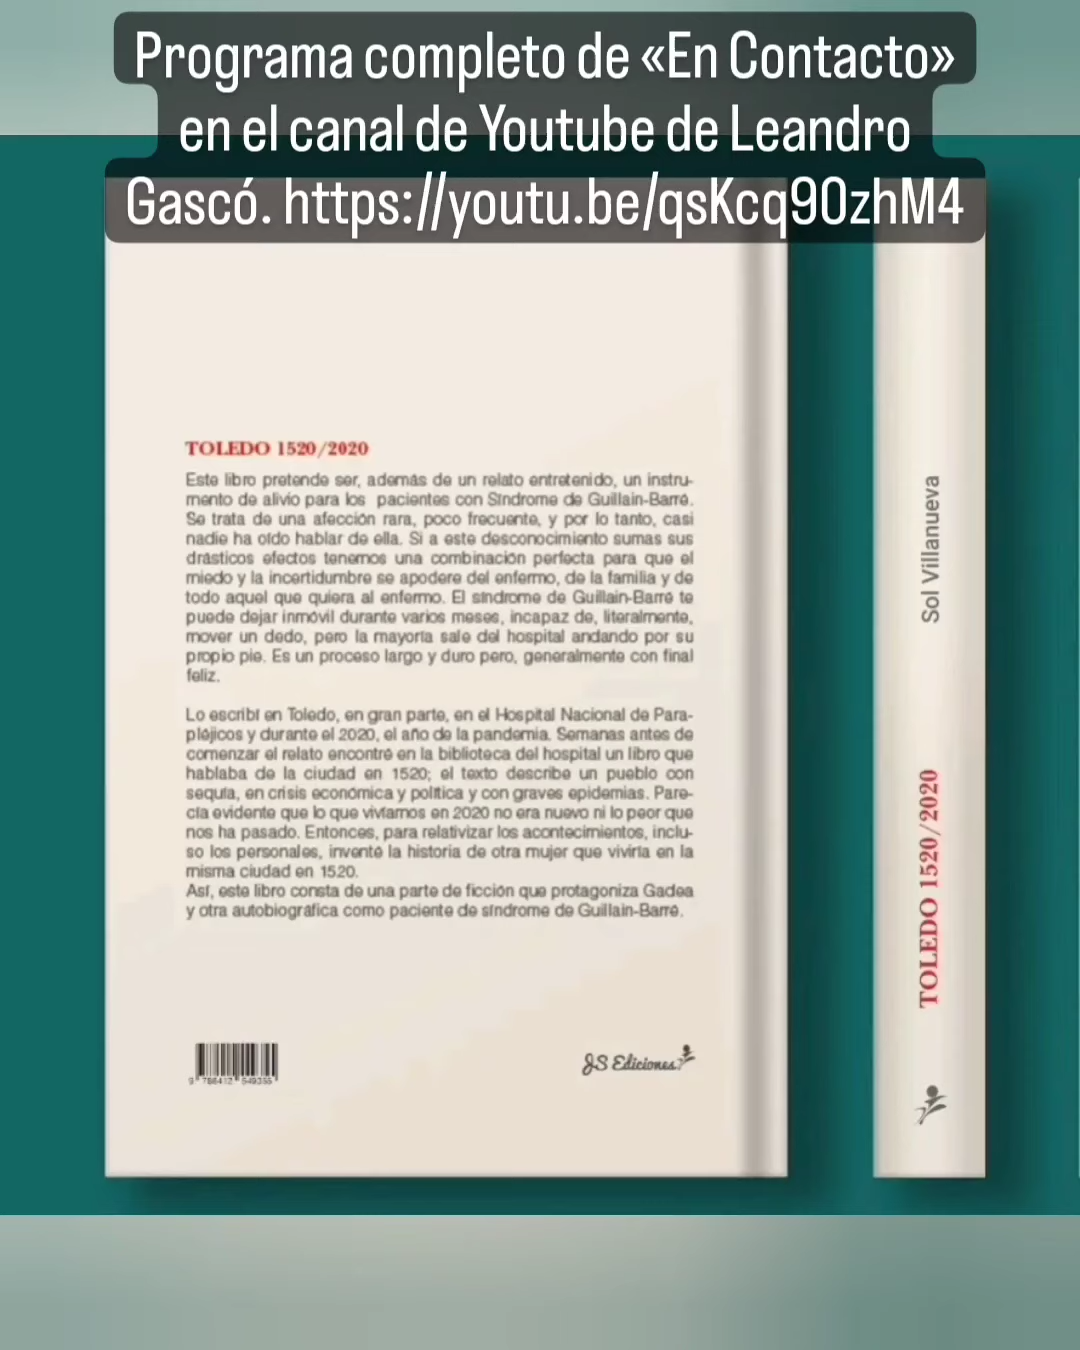 Programa completo de «En Contacto»
en el canal de Youtube de Leandro
Gascó. https://youtu.be/qsKcq90zhM4
TOLEDO 1520/2020
Este libro pretende ser, además de un relato entretenido, un instru-
mento de alivio para los pacientes con Síndrome de Guillain-Barré.
Se trata de una afección rara, poco frecuente, y por lo tanto, casi
nadie ha oído hablar de ella. Si a este desconocimiento sumas sus
drásticos efectos tenemos una combinación perfecta para que el
miedo y la incertidumbre se apodere del enfermo, de la familia y de
todo aquel que quiera al enfermo. El síndrome de Guillain-Barré te
puede dejar inmóvil durante varios meses, incapaz de, literalmente,
mover un dedo, pero la mayoría sale del hospital andando por su
propio pie. Es un proceso largo y duro pero, generalmente con final
feliz.
Lo escribí en Toledo, en gran parte, en el Hospital Nacional de Para-
pléjicos y durante el 2020, el año de la pandemia. Semanas antes de
comenzar el relato encontré en la biblioteca del hospital un libro que
hablaba de la ciudad en 1520; el texto describe un pueblo con
sequía, en crisis económica y política y con graves epidemias. Pare-
cía evidente que lo que vivíamos en 2020 no era nuevo ni lo peor que
nos ha pasado. Entonces, para relativizar los acontecimientos, inclu-
so los personales, inventé la historia de otra mujer que viviría en la
misma ciudad en 1520.
Así, este libro consta de una parte de ficción que protagoniza Gadea
y otra autobiográfica como paciente de síndrome de Guillain-Barré.
9 788412 549355
JS Ediciones
Sol Villanueva
TOLEDO 1520/2020